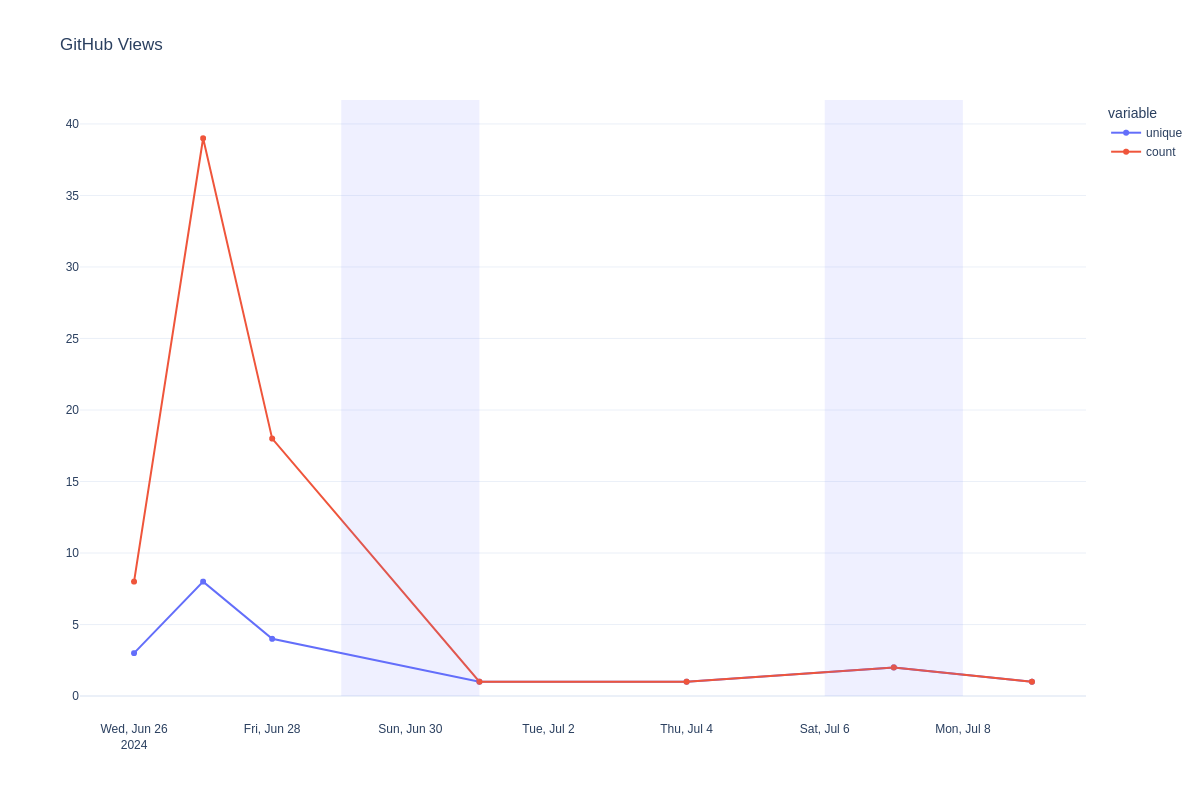 GitHub Views
variable
unique
count
40
35
30
25
20
15
10
5
0
Wed, Jun 26
2024
Fri, Jun 28
Sun, Jun 30
Tue, Jul 2
Thu, Jul 4
Sat, Jul 6
Mon, Jul 8